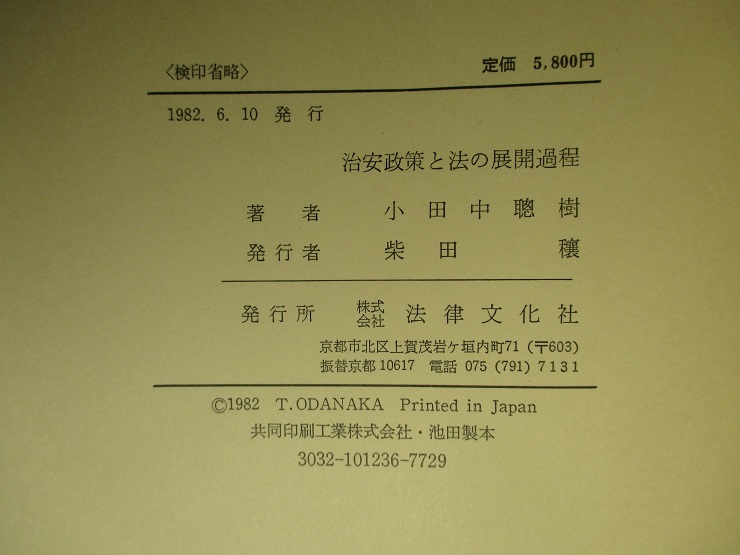 〈検印省略〉 定価 5,800円
1982. 6. 10 発 行
治安政策と法の展開過程
著 者 小 田 中 聰 樹
発 行 者 柴 田 穣
発 行 所 株式会社 法 律 文 化 社
京都市北区上賀茂岩ケ垣内町71 (〒603)
振替京都 10617 電話 075 (791) 7131
©1982 T.ODANAKA Printed in Japan
共同印刷工業株式会社・池田製本
3032-101236-7729